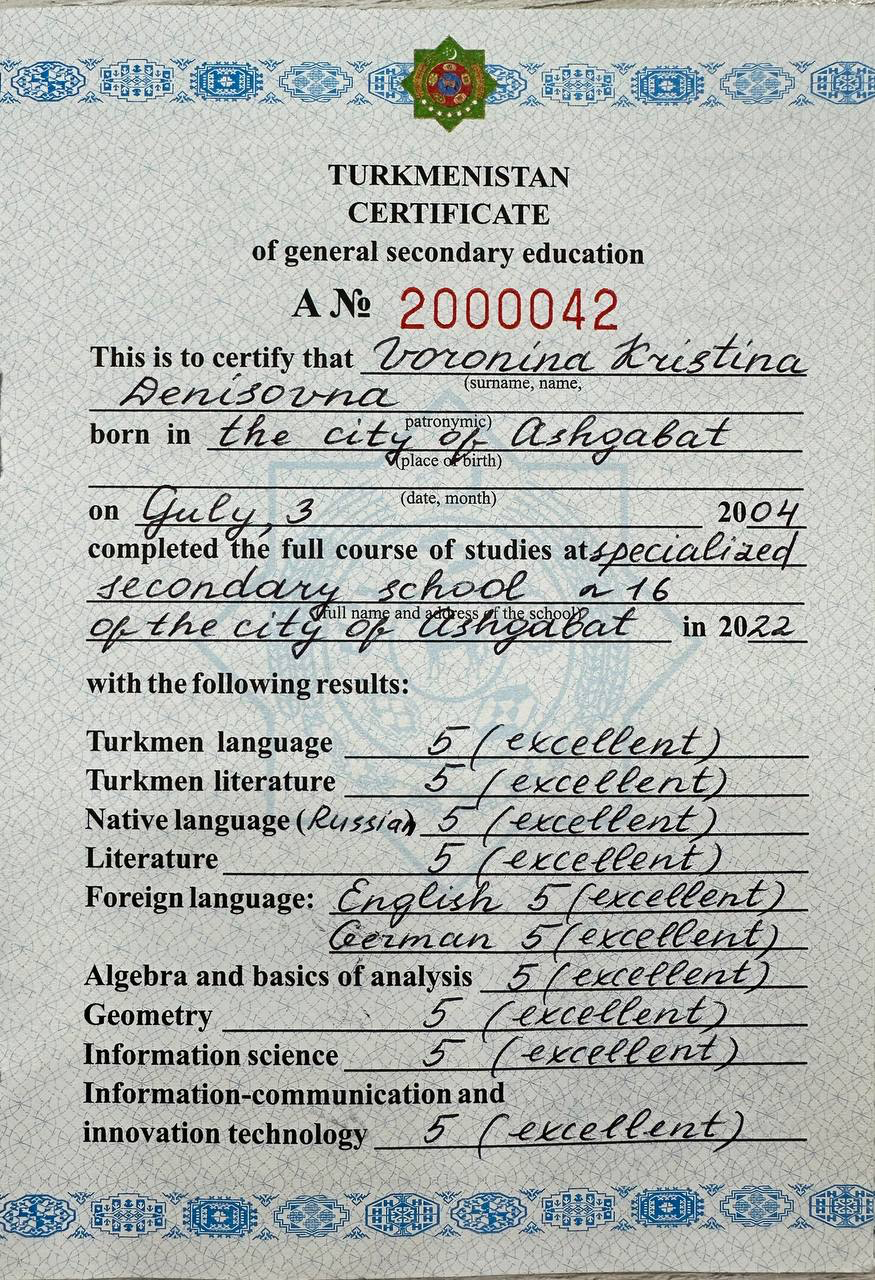 TURKMENISTAN
CERTIFICATE
of general secondary education
A № 2000042
This is to certify that Voronina Kristina
(surname, name,
Denisovna
patronymic)
born in the city of Ashgabat
(place of birth)
(date, month)
on July, 3 2004
completed the full course of studies at specialized
secondary school № 16
(full name and address of the school)
of the city of Ashgabat in 2022
with the following results:
Turkmen language 5 (excellent)
Turkmen literature 5 (excellent)
Native language (Russian) 5 (excellent)
Literature 5 (excellent)
Foreign language: English 5 (excellent)
German 5 (excellent)
Algebra and basics of analysis 5 (excellent)
Geometry 5 (excellent)
Information science 5 (excellent)
Information-communication and
innovation technology 5 (excellent)